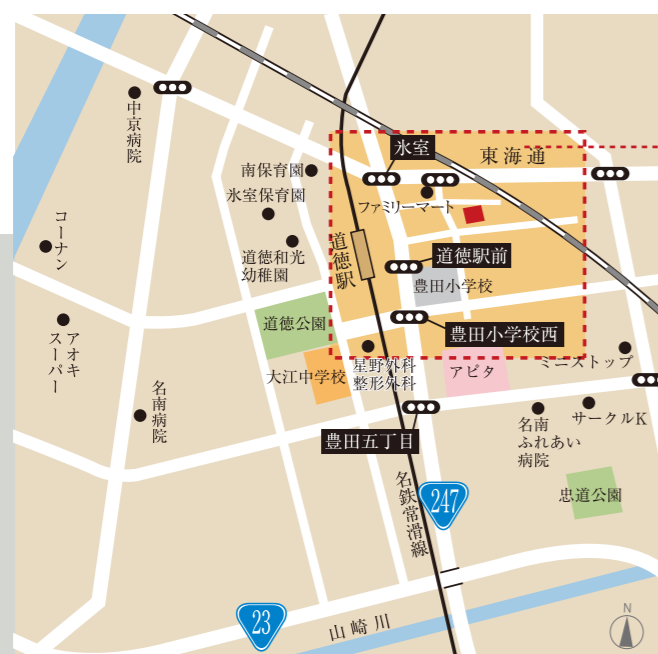 中京病院
氷室
東海通
南保育園
氷室保育園
ファミリーマート
コーナン
道徳和光
幼稚園
道徳駅
道徳駅前
豊田小学校
道徳公園
豊田小学校西
アオキ
スーパー
大江中学校
星野外科
整形外科
アピタ
ミニストップ
名南病院
豊田五丁目
名南
ふれあい
病院
サークルK
名鉄常滑線
247
忠道公園
23
山崎川
N